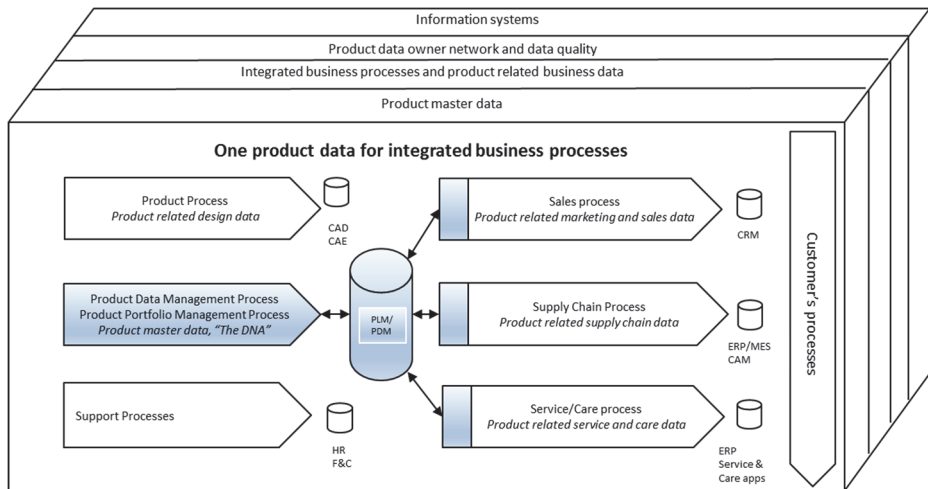 Information systems
Product data owner network and data quality
Integrated business processes and product related business data
Product master data
One product data for integrated business processes
Product Process
Product related design data
CAD
CAE
Sales process
Product related marketing and sales data
CRM
Product Data Management Process
Product Portfolio Management Process
Product master data, “The DNA”
PLM/
PDM
Supply Chain Process
Product related supply chain data
ERP/MES
CAM
Support Processes
HR
F&C
Service/Care process
Product related service and care data
ERP
Service &
Care apps
Customer’s processes